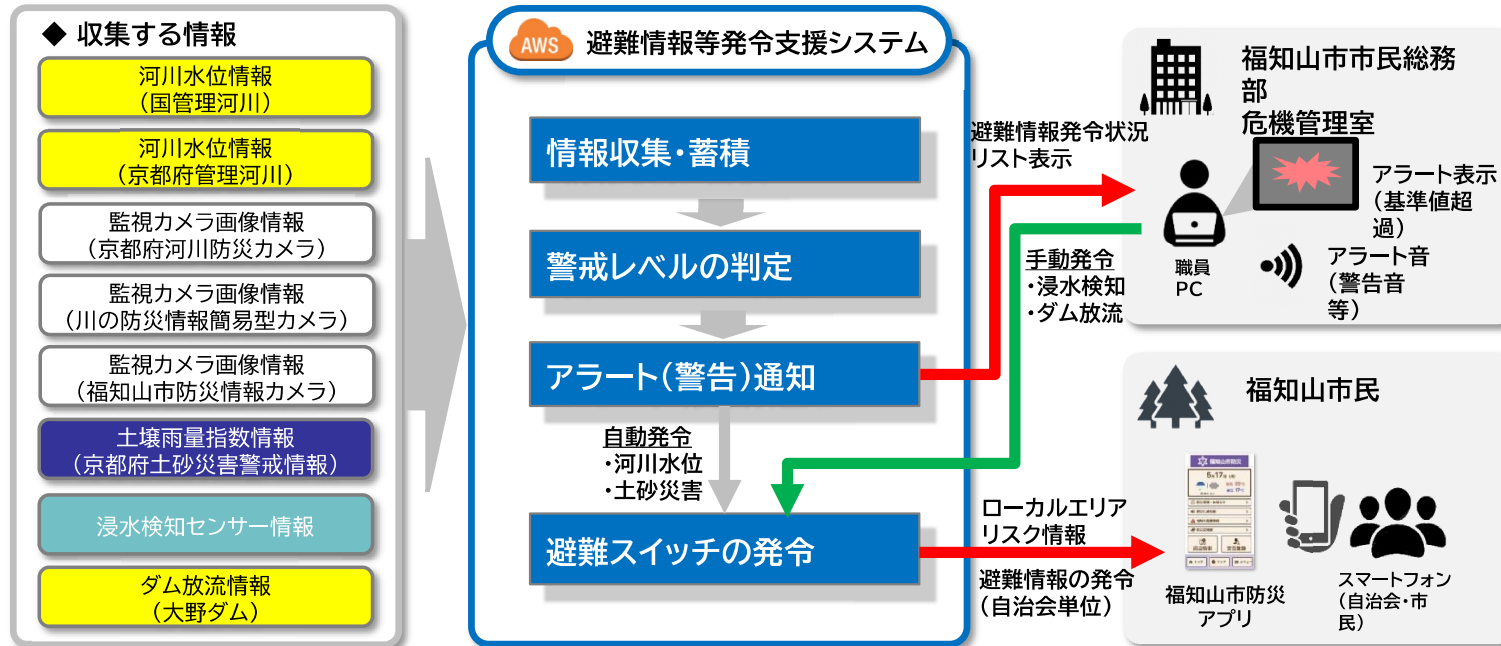 ◆ 収集する情報
河川水位情報
（国管理河川）
河川水位情報
（京都府管理河川）
監視カメラ画像情報
（京都府河川防災カメラ）
監視カメラ画像情報
（川の防災情報簡易型カメラ）
監視カメラ画像情報
（福知山市防災情報カメラ）
土壌雨量指数情報
（京都府土砂災害警戒情報）
浸水検知センサー情報
ダム放流情報
（大野ダム）
AWS 避難情報等発令支援システム
情報収集・蓄積
警戒レベルの判定
アラート（警告）通知
自動発令
・河川水位
・土砂災害
避難スイッチの発令
避難情報発令状況
リスト表示
手動発令
・浸水検知
・ダム放流
ローカルエリア
リスク情報
避難情報の発令
（自治会単位）
福知山市市民総務
部
危機管理室
アラート表示
（基準値超
過）
職員
PC
アラート音
（警告音
等）
福知山市民
福知山市防災
5月17日
福知山市防災
アプリ
スマートフォン
（自治会・市
民）